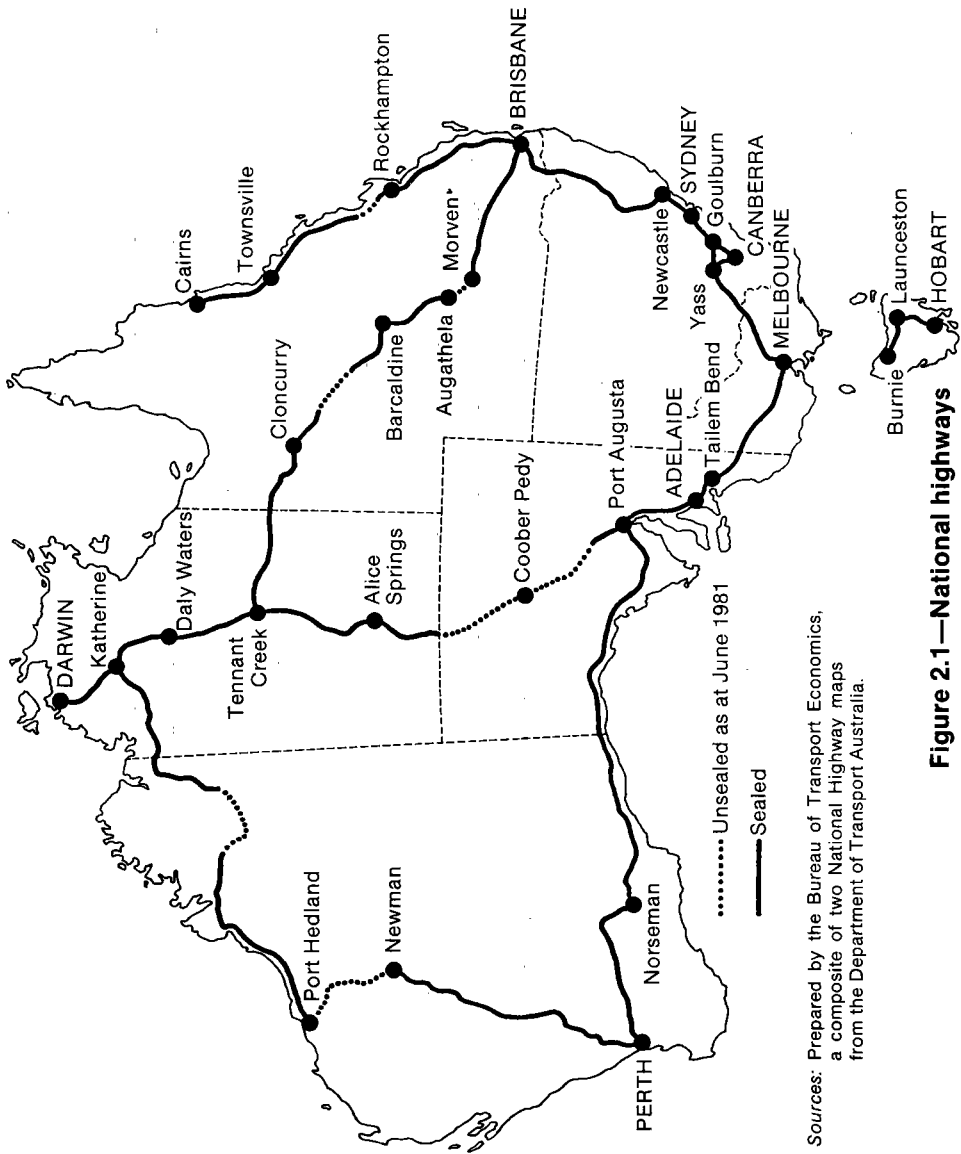 DARWIN
Katherine
Daly Waters
Tennant
Creek
Alice
Springs
Cloncurry
Cairns
Townsville
Rockhampton
Barcaldine
Augathela
Morven
BRISBANE
Port Hedland
Newman
PERTH
Norseman
Coober Pedy
Port Augusta
ADELAIDE
Tailem Bend
Newcastle
SYDNEY
Goulburn
Yass
CANBERRA
MELBOURNE
Burnie
Launceston
HOBART
Unsealed as at June 1981
Sealed
Sources: Prepared by the Bureau of Transport Economics,
a composite of two National Highway maps
from the Department of Transport Australia.
Figure 2.1—National highways